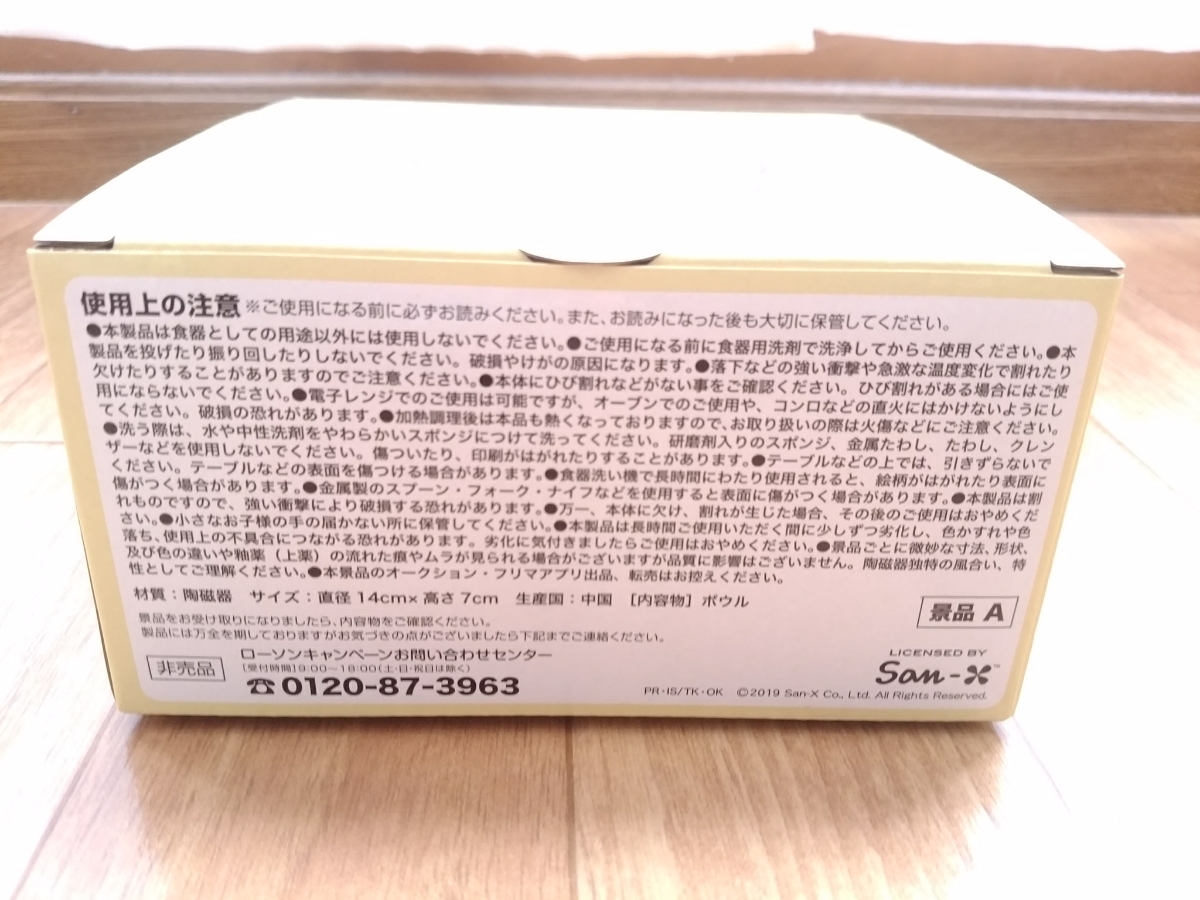 使用上の注意 ※ご使用になる前に必ずお読みください。また、お読みになった後も大切に保管してください。
●本製品は食器としての用途以外には使用しないでください。●ご使用になる前に食器用洗剤で洗浄してからご使用ください。●本
製品を投げたり振り回したりしないでください。破損やけがの原因になります。●落下などの強い衝撃や急激な温度変化で割れたり
欠けたりすることがありますのでご注意ください。●本体にひび割れなどがない事をご確認ください。ひび割れがある場合にはご使
用にならないでください。●電子レンジでのご使用は可能ですが、オーブンでのご使用や、コンロなどの直火にはかけないようにし
てください。破損の恐れがあります。●加熱調理後は本品も熱くなっておりますので、お取り扱いの際は火傷などにご注意ください。
●洗う際は、水や中性洗剤をやわらかいスポンジにつけて洗ってください。研磨剤入りのスポンジ、金属たわし、たわし、クレン
ザーなどを使用しないでください。傷ついたり、印刷がはがれたりすることがあります。●テーブルなどの上では、引きずらないで
ください。テーブルなどの表面を傷つける場合があります。●食器洗い機で長時間にわたり使用されると、絵柄がはがれたり表面に
傷がつく場合があります。●金属製のスプーン・フォーク・ナイフなどを使用すると表面に傷がつく場合があります。●本製品は割
れものですので、強い衝撃により破損する恐れがあります。●万一、本体に欠け、割れが生じた場合、その後のご使用はおやめくだ
さい。●小さなお子様の手の届かない所に保管してください。●本製品は長時間ご使用いただく間に少しずつ劣化し、色かすれや色
落ち、使用上の不具合につながる恐れがあります。劣化に気付きましたらご使用はおやめください。●景品ごとに微妙な寸法、形状、
及び色の違いや釉薬（上薬）の流れた痕やムラが見られる場合がございますが品質に影響はございません。陶磁器独特の風合い、特
性としてご理解ください。●本景品のオークション・フリマアプリ出品、転売はお控えください。
材質：陶磁器 サイズ：直径14cm×高さ7cm 生産国：中国 [内容物] ボウル
景品 A
景品をお受け取りになりましたら、内容物をご確認ください。
製品には万全を期しておりますがお気づきの点がございましたら下記までご連絡ください。
非売品
ローソンキャンペーンお問い合わせセンター
[受付時間]9:00～18:00(土・日・祝日は除く)
☎0120-87-3963
LICENSED BY
San-X™
PR・IS/TK・OK ©2019 San-X Co., Ltd. All Rights Reserved.